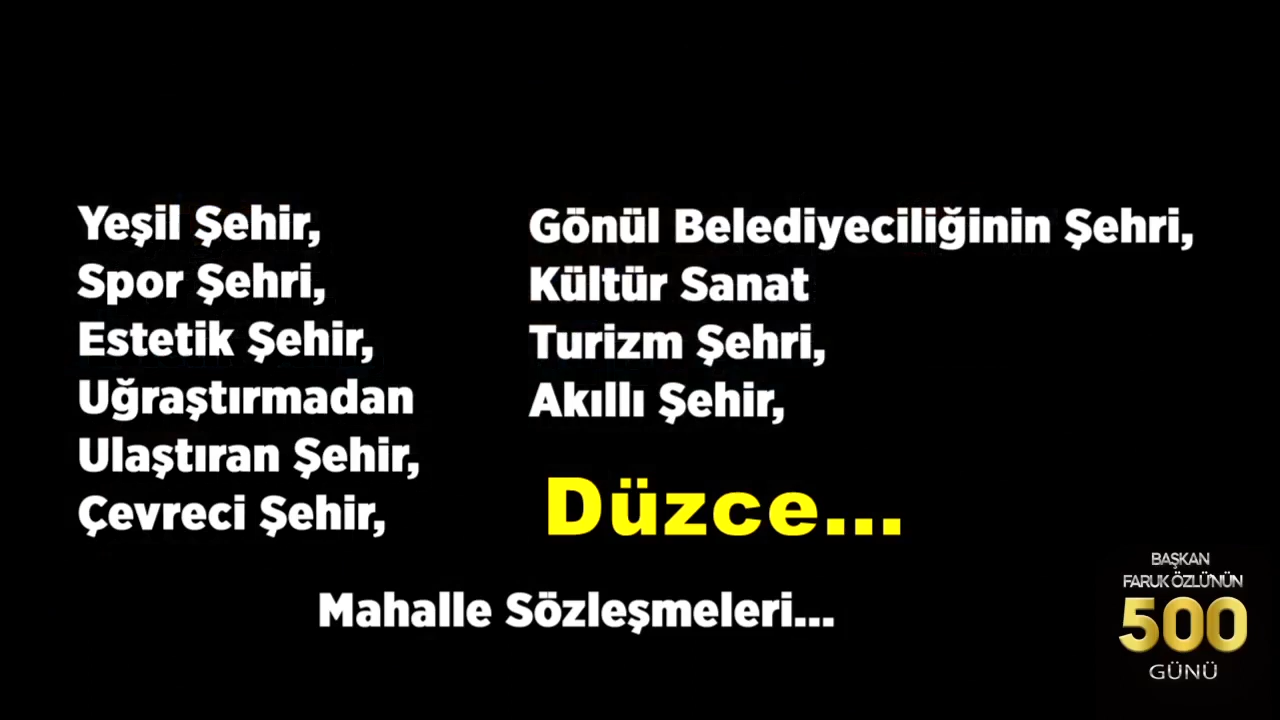 Yeşil Şehir,
Spor Şehri,
Estetik Şehir,
Uğraştırmadan
Ulaştıran Şehir,
Çevreci Şehir,
Gönül Belediyeciliğinin Şehri,
Kültür Sanat
Turizm Şehri,
Akıllı Şehir,
Düzce...
Mahalle Sözleşmeleri...
BAŞKAN
FARUK ÖZLÜ'NÜN
500
GÜNÜ